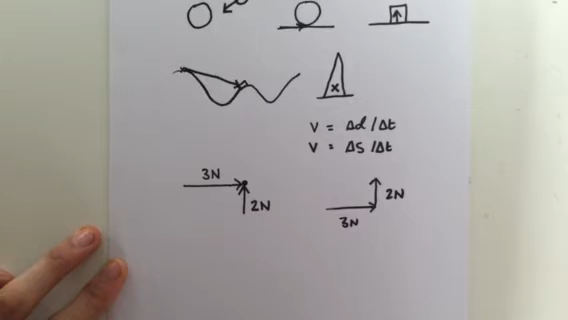 x
V = Δd/Δt
V = Δs/Δt
3N
2N
2N
3N